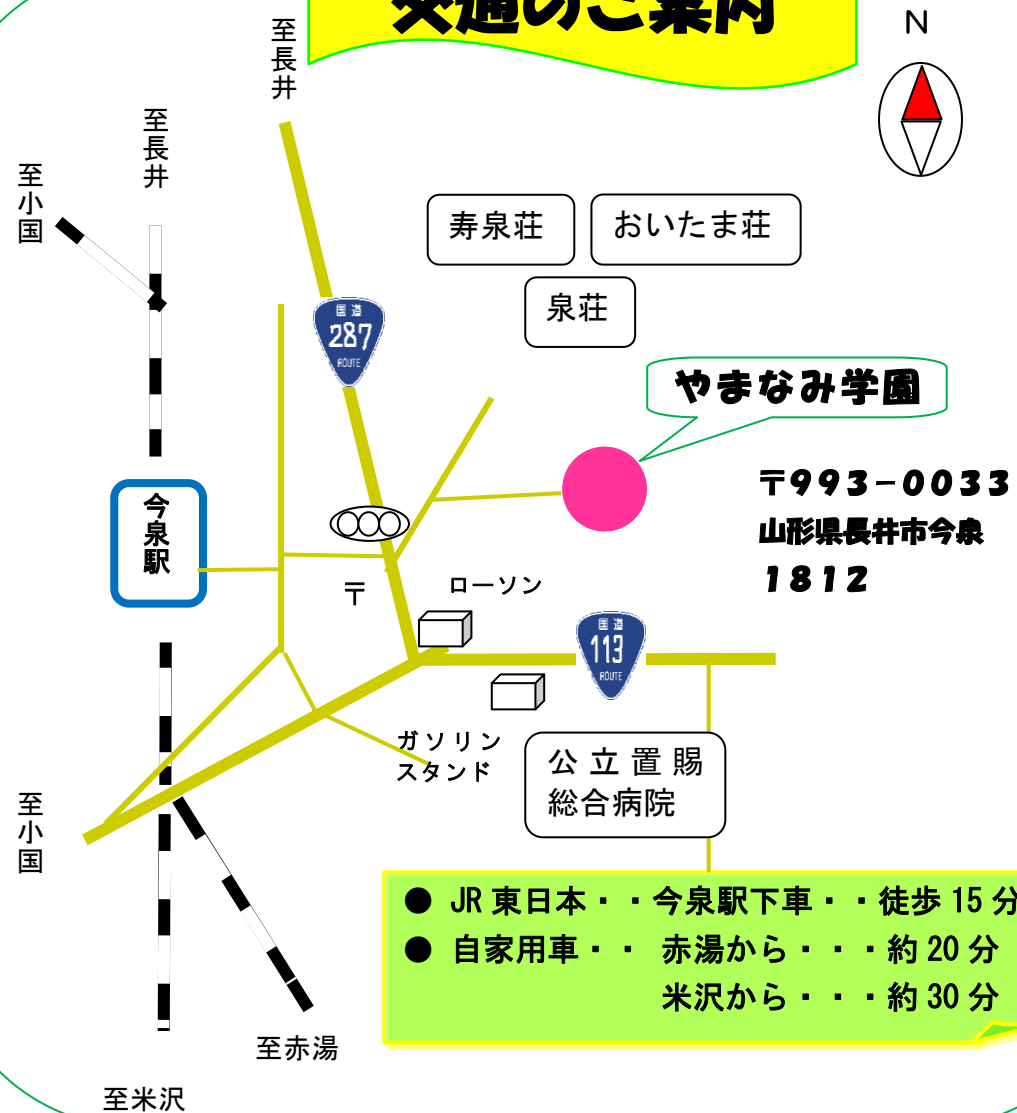 交通のご案内
N
至長井
至長井
至小国
寿泉荘
おいたま荘
泉荘
国道
287
ROUTE
やまなみ学園
〒993-0033
山形県長井市今泉
1812
今泉駅
〒
ローソン
国道
113
ROUTE
ガソリン
スタンド
公立置賜
総合病院
至小国
● JR東日本・・今泉駅下車・・徒歩15分
● 自家用車・・ 赤湯から・・・約20分
米沢から・・・約30分
至赤湯
至米沢